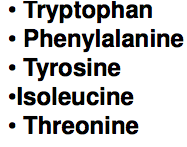 • Tryptophan
• Phenylalanine
• Tyrosine
•Isoleucine
• Threonine